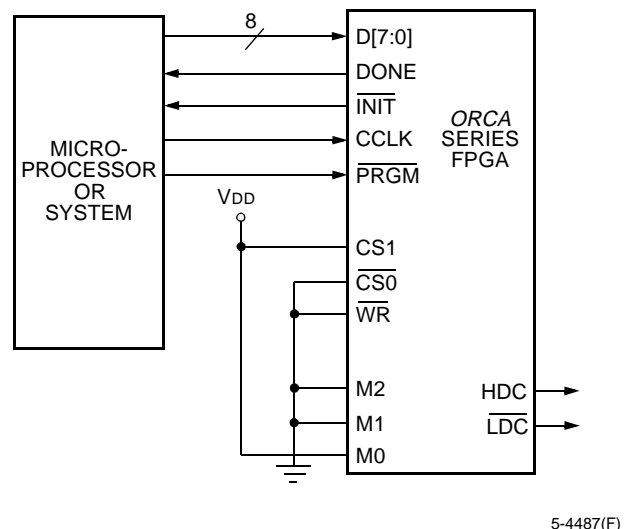 8
D[7:0]
DONE
INIT
CCLK
PRGM
MICRO-
PROCESSOR
OR
SYSTEM
ORCA
SERIES
FPGA
VDD
CS1
CS0
WR
M2
M1
M0
HDC
LDC
5-4487(F)